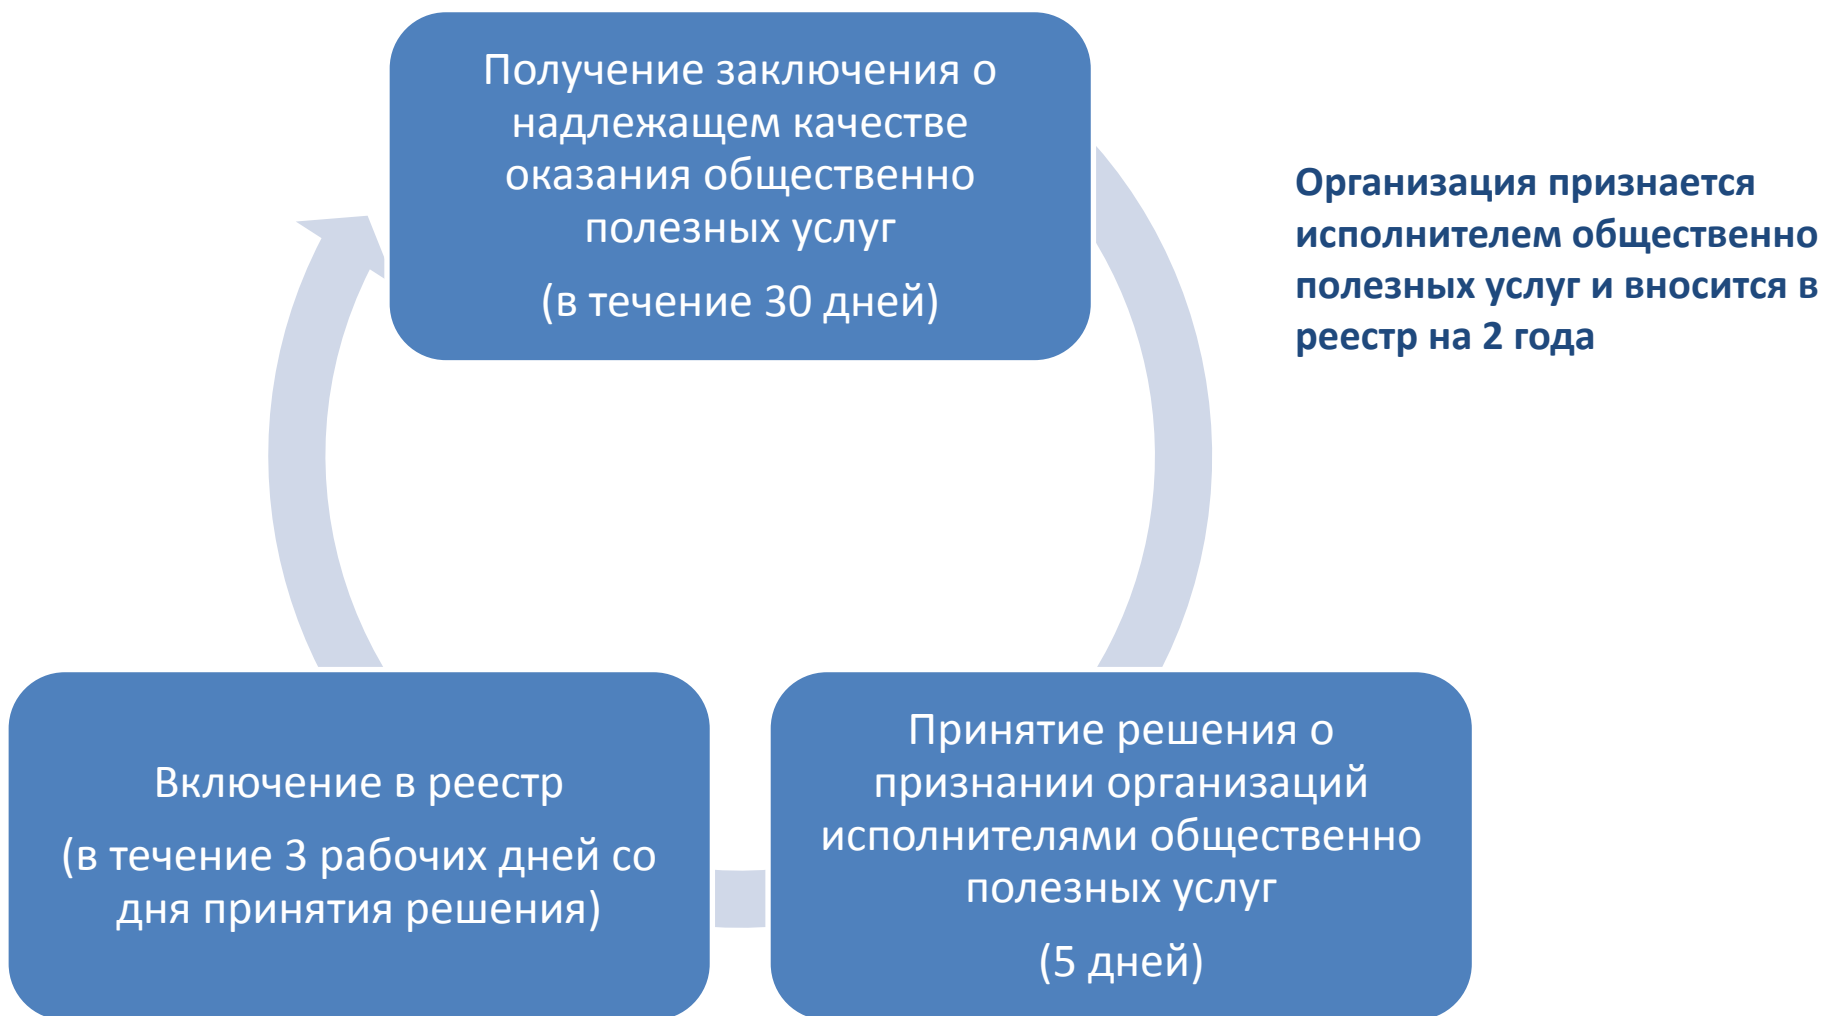 Получение заключения о
надлежащем качестве
оказания общественно
полезных услуг
(в течение 30 дней)
Организация признается
исполнителем общественно
полезных услуг и вносится в
реестр на 2 года
Принятие решения о
признании организаций
исполнителями общественно
полезных услуг
(5 дней)
Включение в реестр
(в течение 3 рабочих дней со
дня принятия решения)